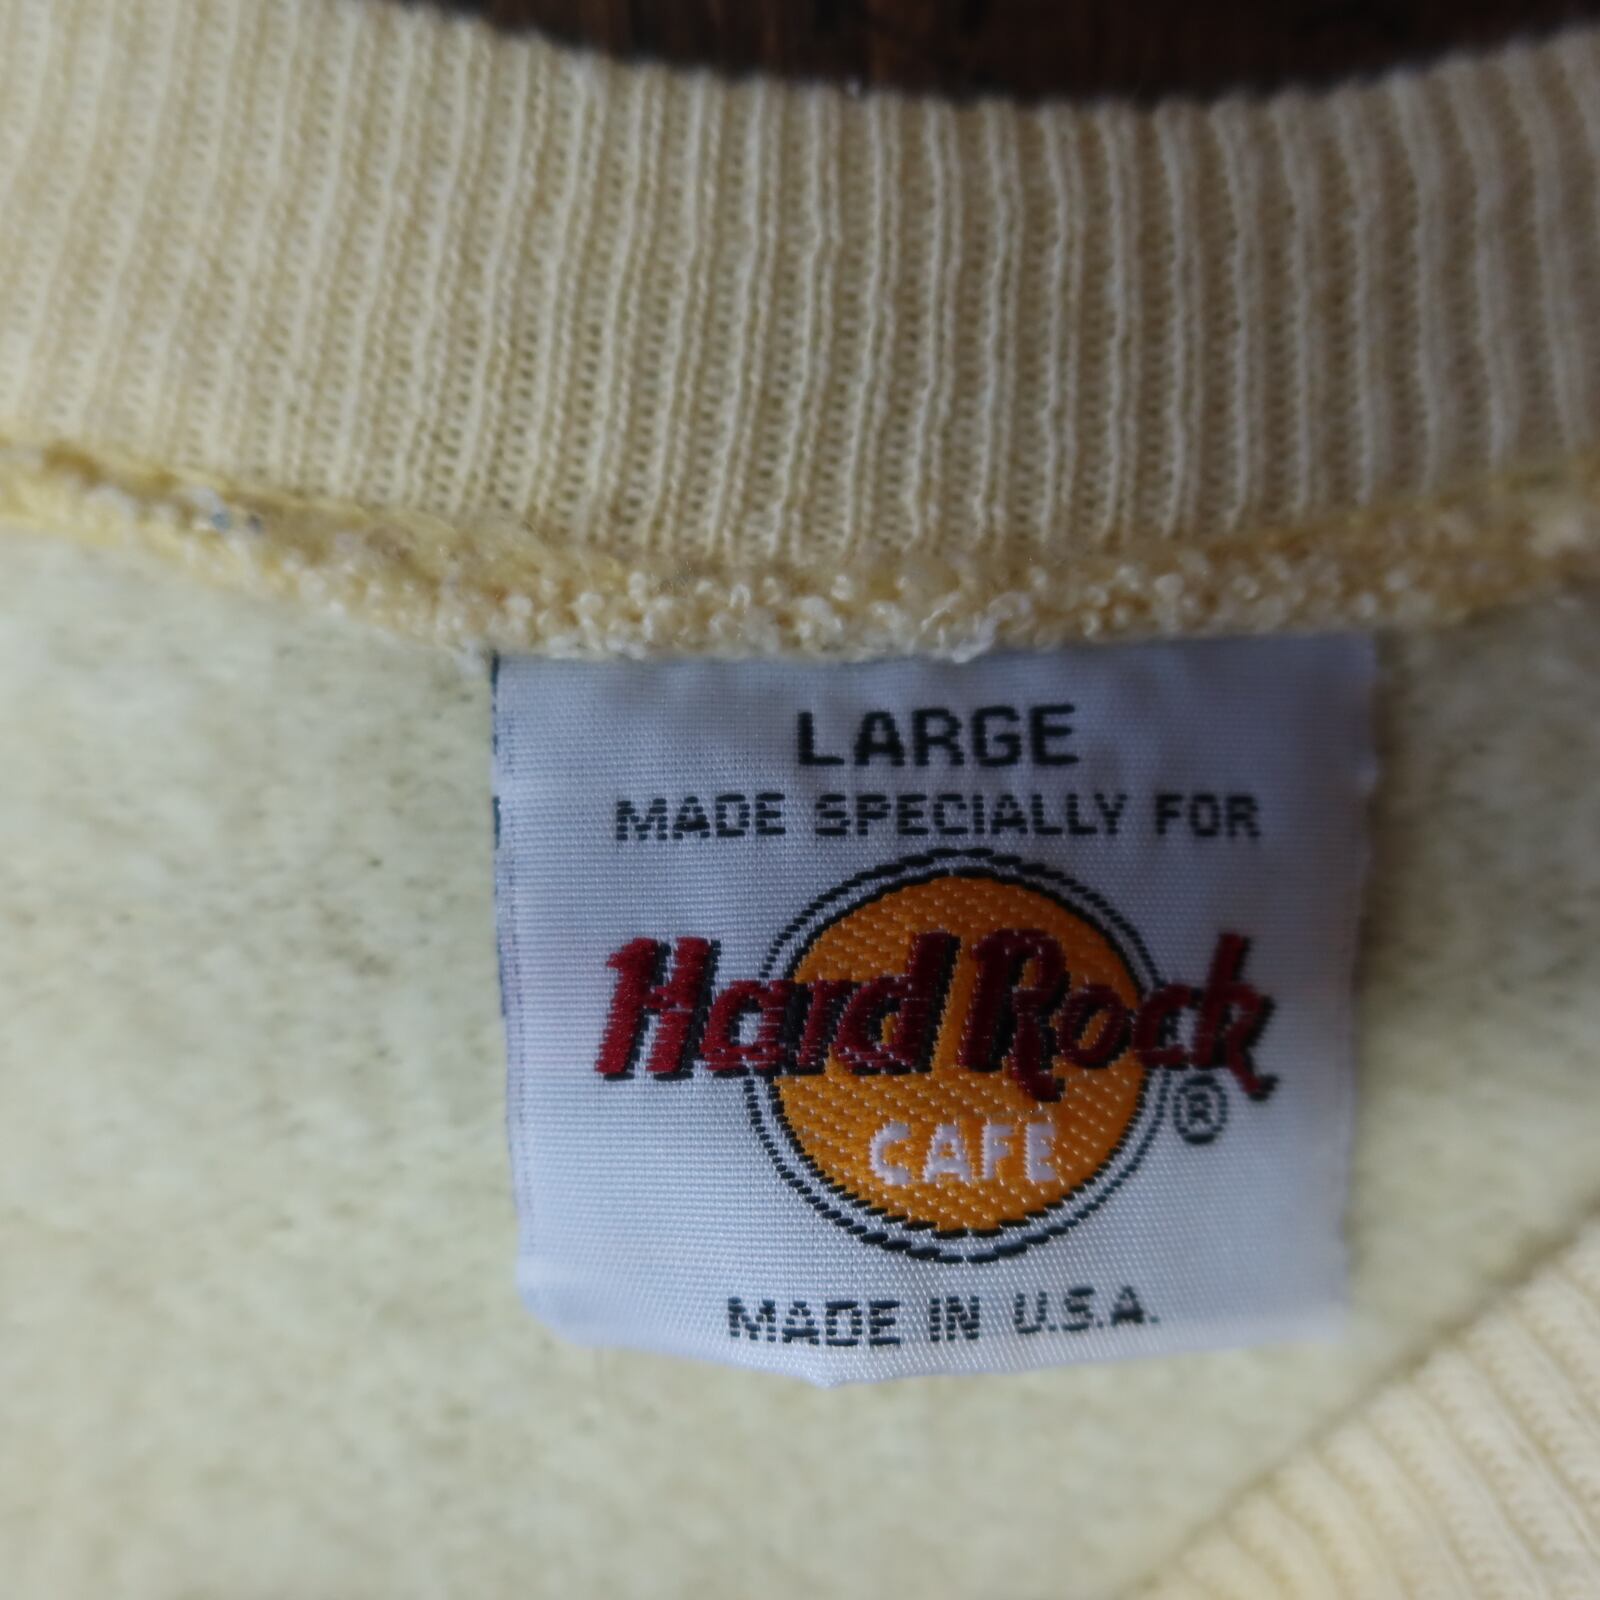 LARGE
MADE SPECIALLY FOR
Hard Rock
CAFE
®
MADE IN U.S.A.